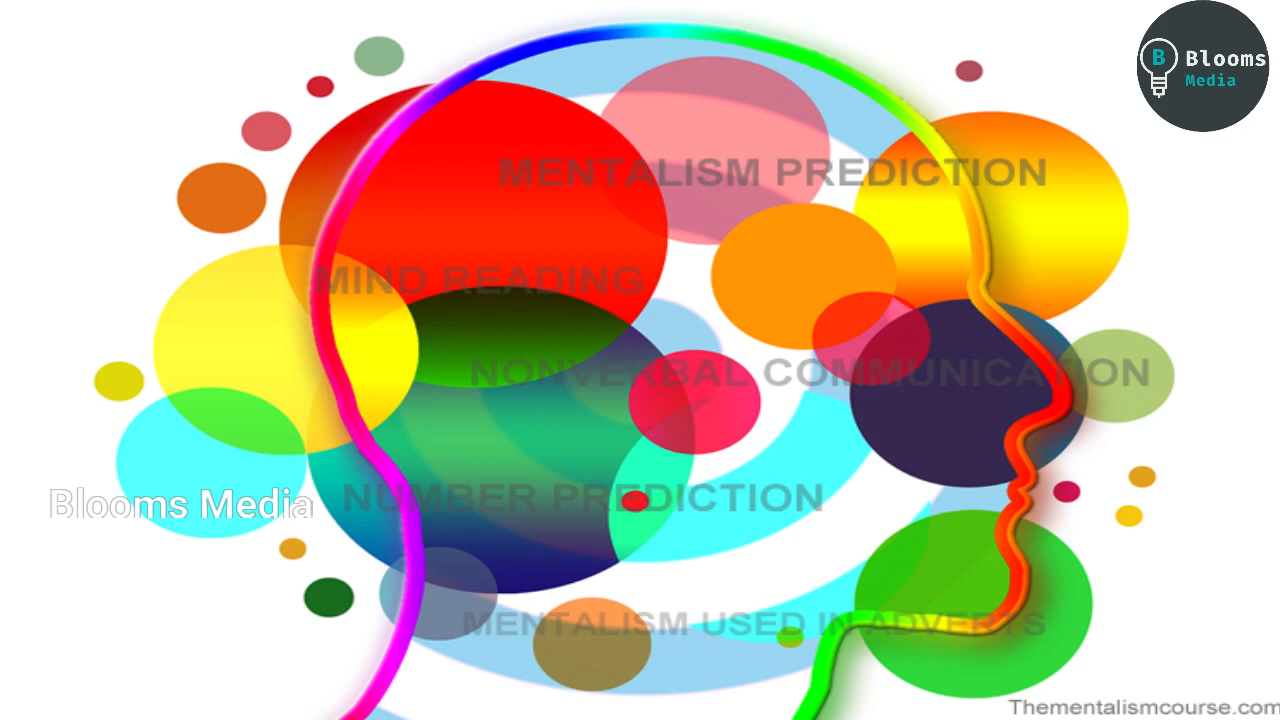 B Blooms
Media
MENTALISM PREDICTION
MIND READING
NONVERBAL COMMUNICATION
NUMBER PREDICTION
Blooms Media
MENTALISM USED IN ADVERTS
Thementalismcourse.com